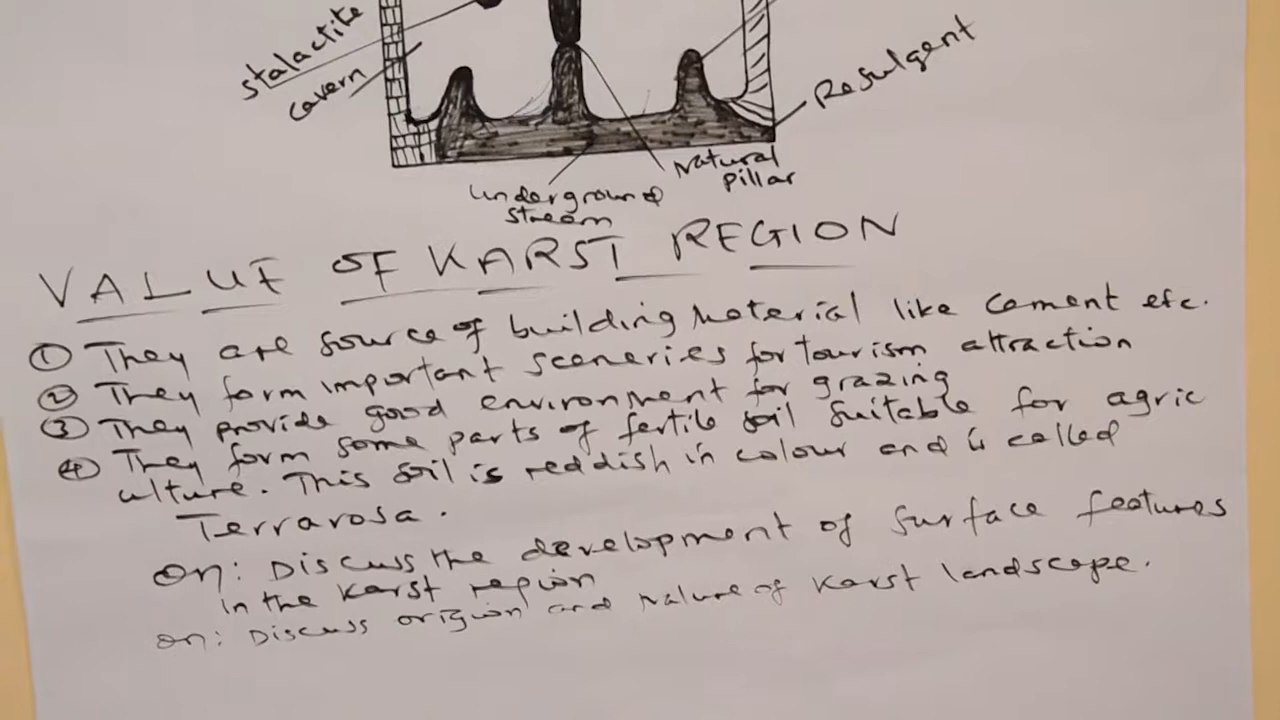 stalactite
cavern
Resulgent
Natural
pillar
underground
stream
VALUE OF KARST REGION
① They are source of building Material like cement etc.
② They form important sceneries for tourism attraction
③ They provide good environment for grazing
④ They form some parts of fertile soil suitable for agric
ulture. This soil is reddish in colour and is called
Terrarosa.
Qn: Discuss the development of surface features
in the Karst region
Qn: Discuss origion and Nature of Karst landscape.